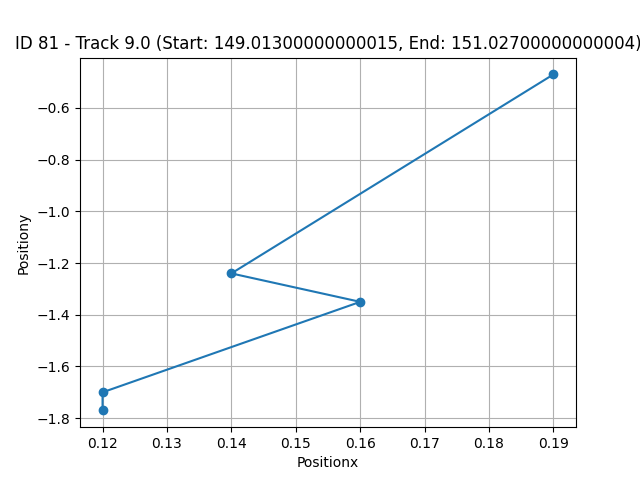 ID 81 - Track 9.0 (Start: 149.01300000000015, End: 151.02700000000004)
−0.6
−0.8
−1.0
−1.2
−1.4
−1.6
−1.8
Positiony
0.12 0.13 0.14 0.15 0.16 0.17 0.18 0.19
Positionx